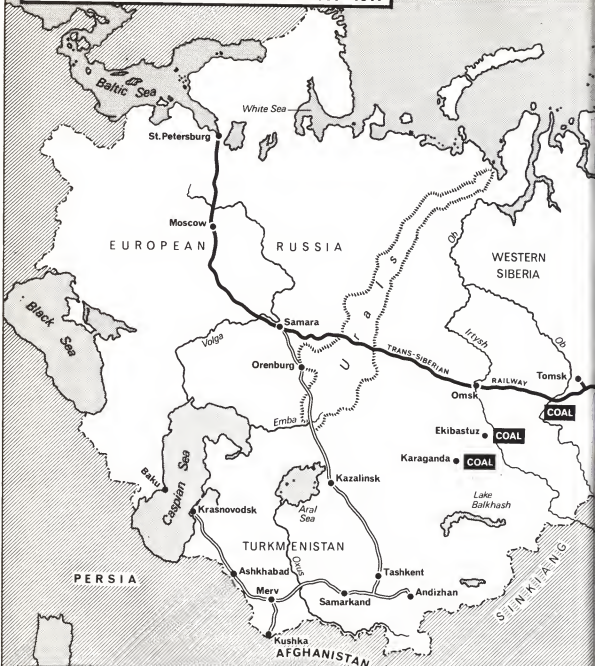 Baltic Sea
White Sea
St. Petersburg
Moscow
EUROPEAN RUSSIA
WESTERN
SIBERIA
Ob
Urals
Black
Sea
Samara
Volga
Irtysh
Ob
TRANS-SIBERIAN RAILWAY
Tomsk
Orenburg
Omsk
COAL
Ekibastuz
COAL
Emba
Karaganda
COAL
Baku
Caspian Sea
Kazalinsk
Krasnovodsk
Aral
Sea
Lake
Balkhash
TURKMENISTAN
Oxus
Ashkhabad
Tashkent
PERSIA
Merv
Samarkand
Andizhan
SINKIANG
Kushka
AFGHANISTAN